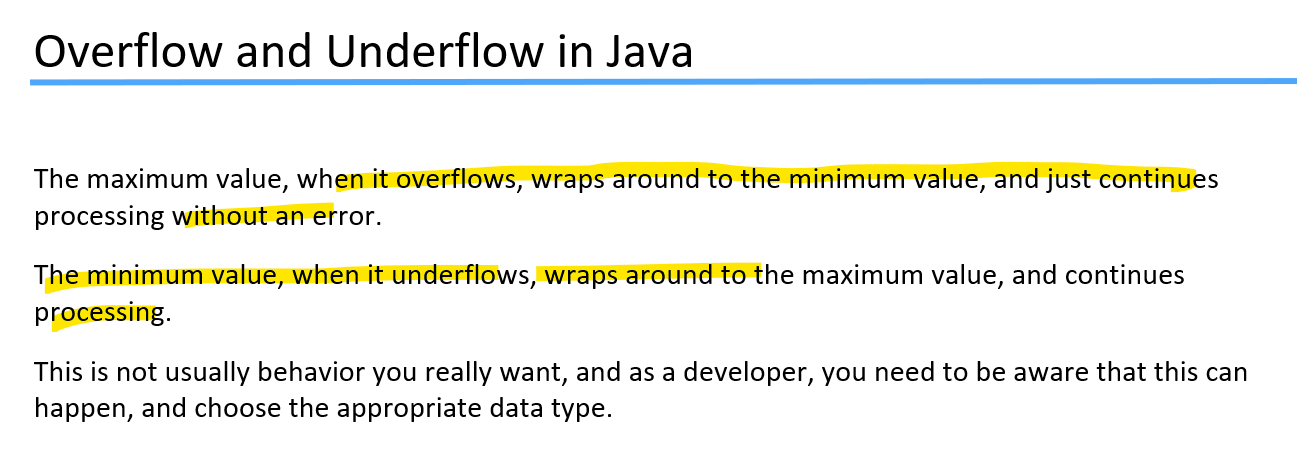 Overflow and Underflow in Java
The maximum value, when it overflows, wraps around to the minimum value, and just continues
processing without an error.
The minimum value, when it underflows, wraps around to the maximum value, and continues
processing.
This is not usually behavior you really want, and as a developer, you need to be aware that this can
happen, and choose the appropriate data type.